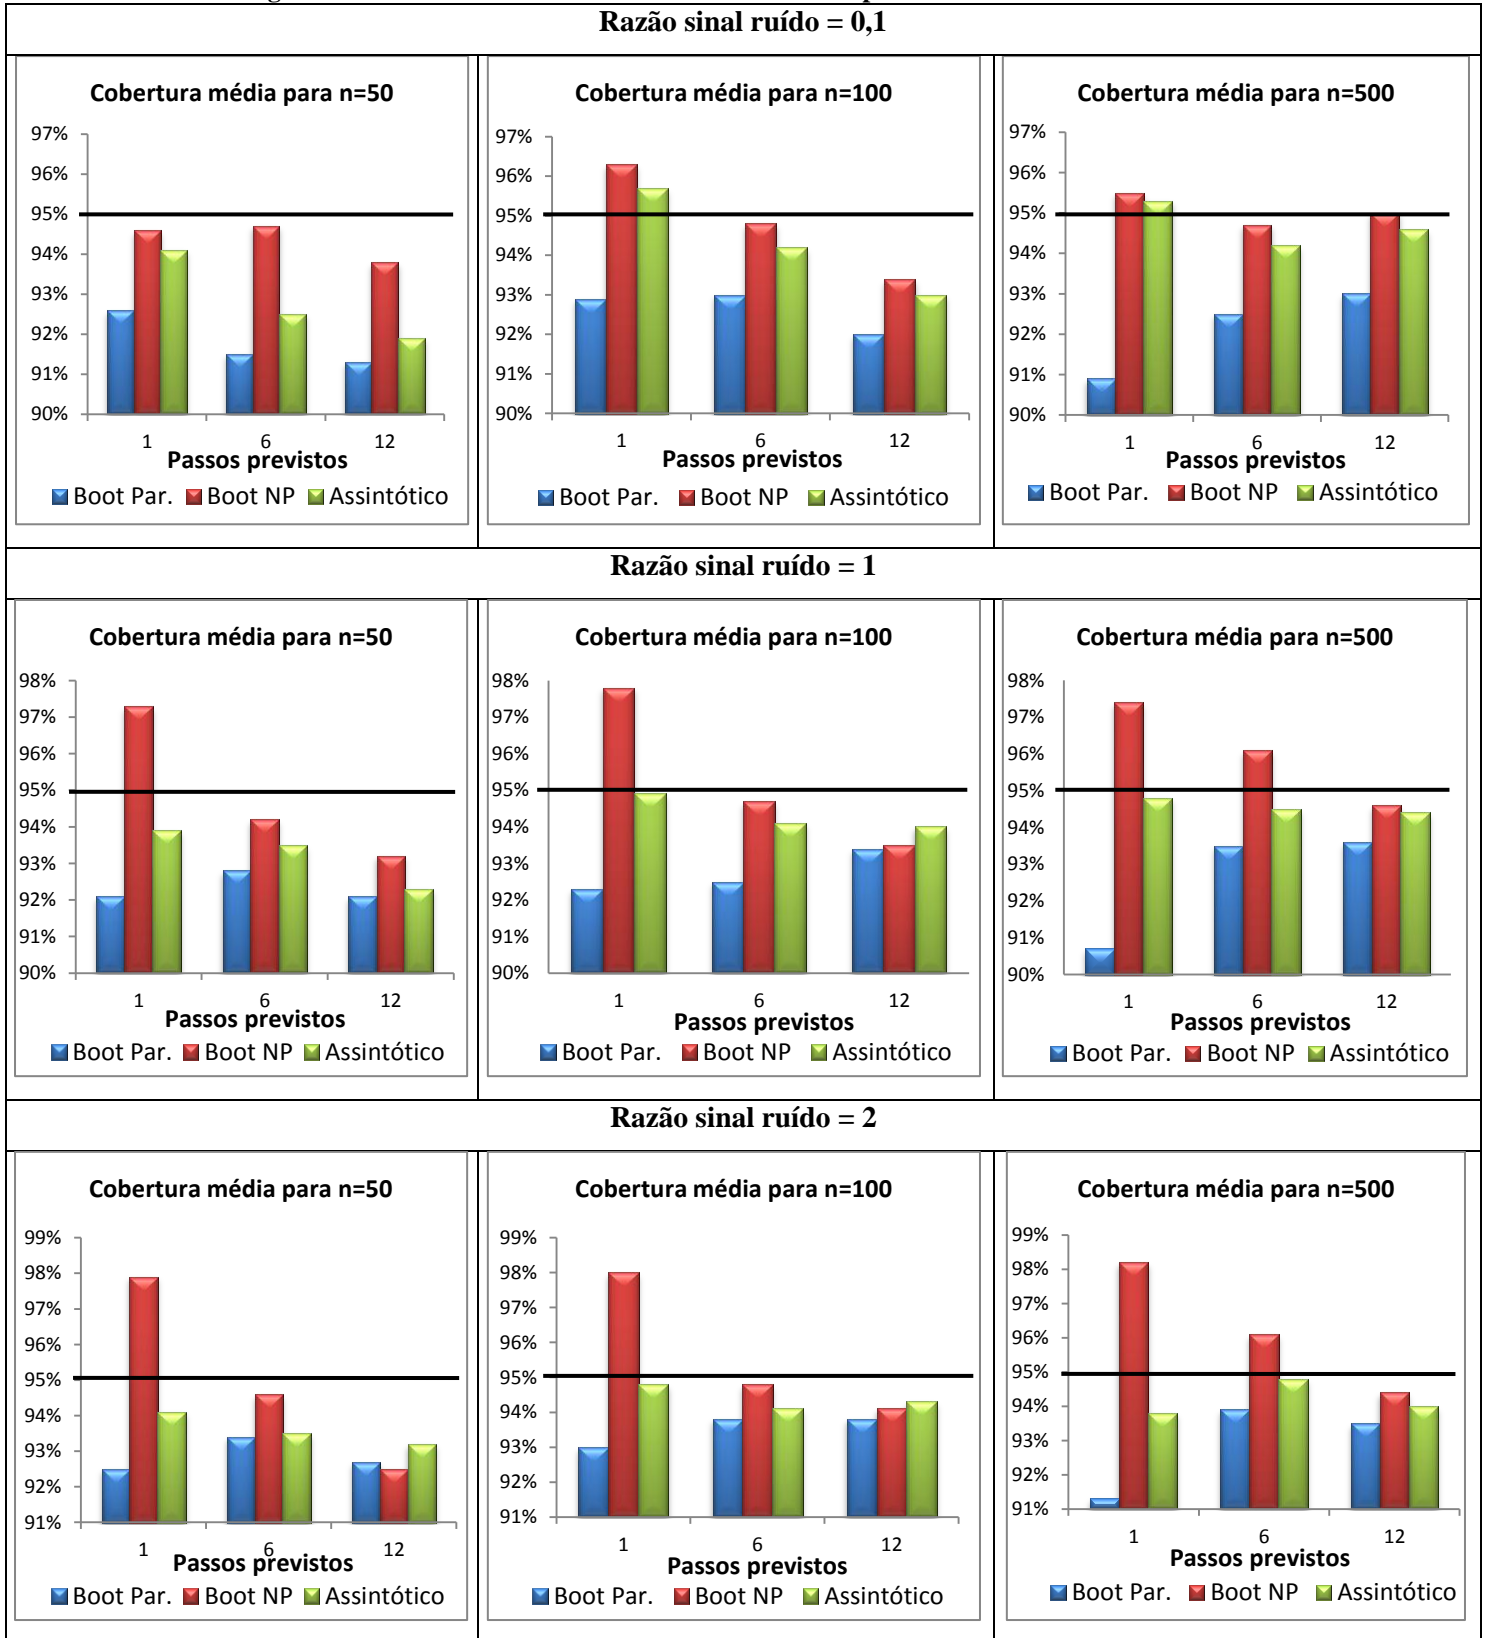 Razão sinal ruído = 0,1
Cobertura média para n=50
97%
96%
95%
94%
93%
92%
91%
90%
1 6 12
Passos previstos
Boot Par. Boot NP Assintótico
Cobertura média para n=100
97%
96%
95%
94%
93%
92%
91%
90%
1 6 12
Passos previstos
Boot Par. Boot NP Assintótico
Cobertura média para n=500
97%
96%
95%
94%
93%
92%
91%
90%
1 6 12
Passos previstos
Boot Par. Boot NP Assintótico
Razão sinal ruído = 1
Cobertura média para n=50
98%
97%
96%
95%
94%
93%
92%
91%
90%
1 6 12
Passos previstos
Boot Par. Boot NP Assintótico
Cobertura média para n=100
98%
97%
96%
95%
94%
93%
92%
91%
90%
1 6 12
Passos previstos
Boot Par. Boot NP Assintótico
Cobertura média para n=500
98%
97%
96%
95%
94%
93%
92%
91%
90%
1 6 12
Passos previstos
Boot Par. Boot NP Assintótico
Razão sinal ruído = 2
Cobertura média para n=50
99%
98%
97%
96%
95%
94%
93%
92%
91%
1 6 12
Passos previstos
Boot Par. Boot NP Assintótico
Cobertura média para n=100
99%
98%
97%
96%
95%
94%
93%
92%
91%
1 6 12
Passos previstos
Boot Par. Boot NP Assintótico
Cobertura média para n=500
99%
98%
97%
96%
95%
94%
93%
92%
91%
1 6 12
Passos previstos
Boot Par. Boot NP Assintótico